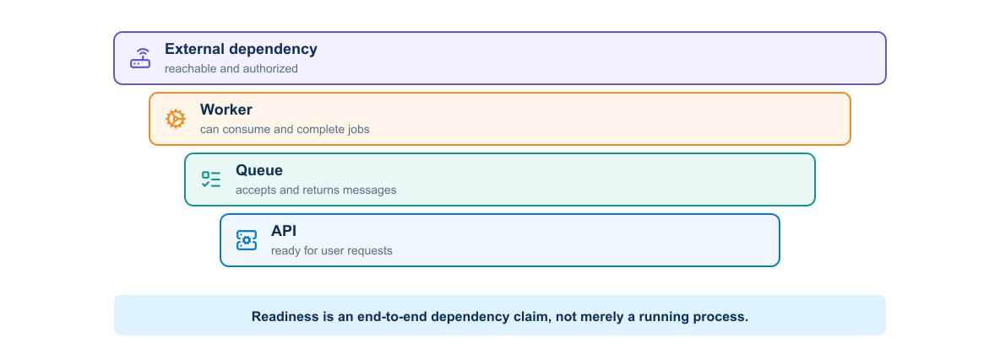 External dependency
reachable and authorized
Worker
can consume and complete jobs
Queue
accepts and returns messages
API
ready for user requests
Readiness is an end-to-end dependency claim, not merely a running process.